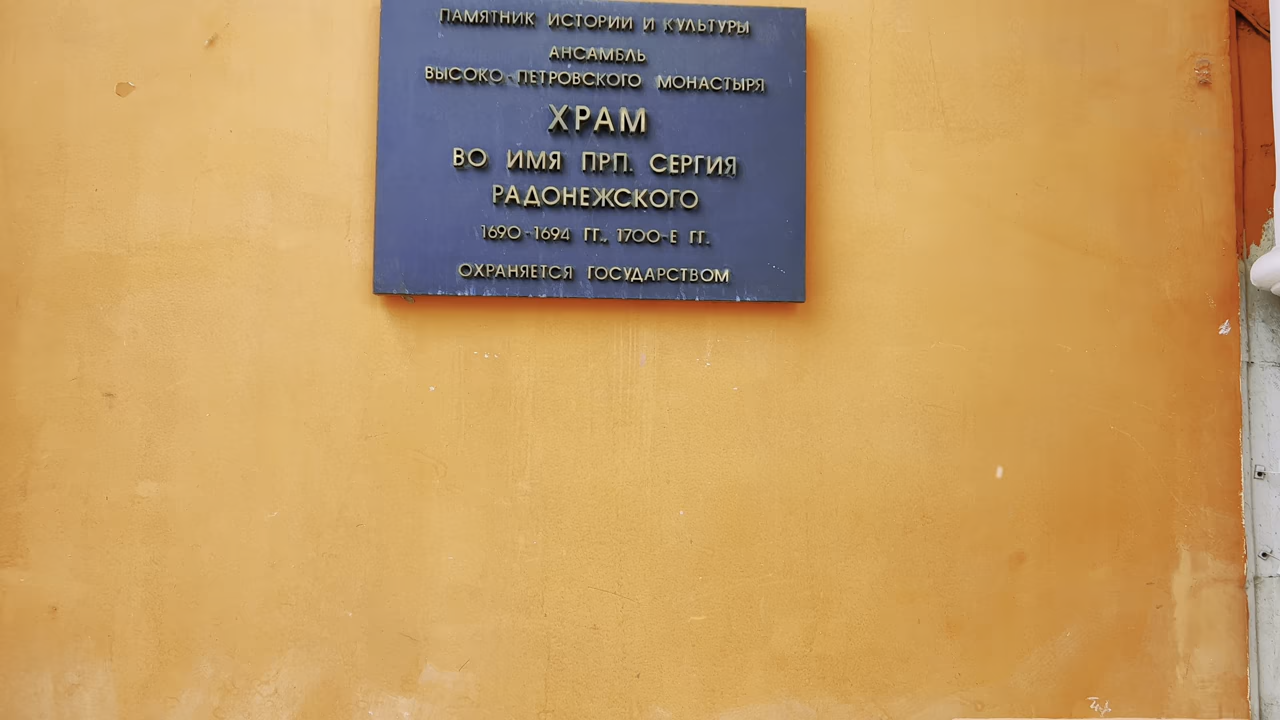 ПАМЯТНИК ИСТОРИИ И КУЛЬТУРЫ
АНСАМБЛЬ
ВЫСОКО-ПЕТРОВСКОГО МОНАСТЫРЯ
ХРАМ
ВО ИМЯ ПРП. СЕРГИЯ
РАДОНЕЖСКОГО
1690-1694 ГГ., 1700-Е ГГ.
ОХРАНЯЕТСЯ ГОСУДАРСТВОМ